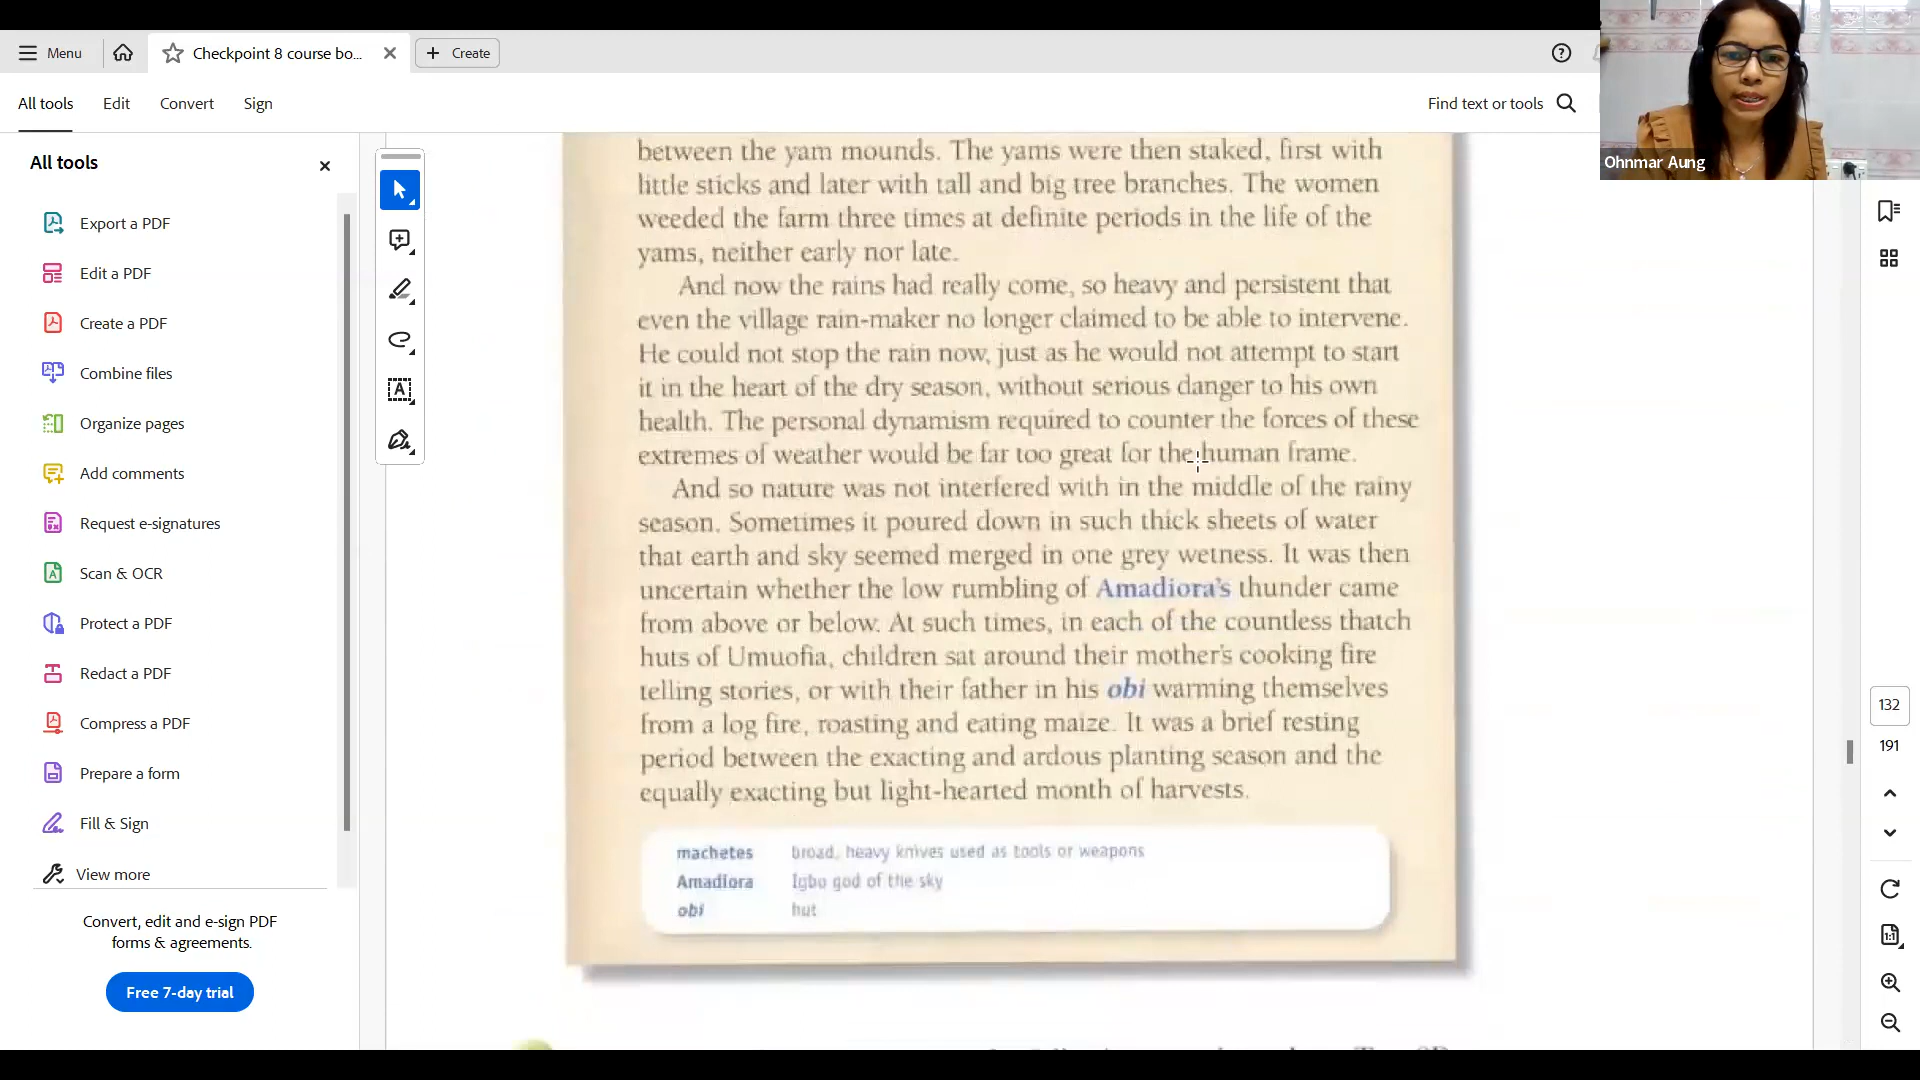 Menu
Checkpoint 8 course bo...
Create
All tools
Edit
Convert
Sign
Find text or tools
Ohnmar Aung
All tools
Export a PDF
Edit a PDF
Create a PDF
Combine files
Organize pages
Add comments
Request e-signatures
Scan & OCR
Protect a PDF
Redact a PDF
Compress a PDF
Prepare a form
Fill & Sign
View more
Convert, edit and e-sign PDF
forms & agreements.
Free 7-day trial
between the yam mounds. The yams were then staked, first with
little sticks and later with tall and big tree branches. The women
weeded the farm three times at definite periods in the life of the
yams, neither early nor late.
And now the rains had really come, so heavy and persistent that
even the village rain-maker no longer claimed to be able to intervene.
He could not stop the rain now, just as he would not attempt to start
it in the heart of the dry season, without serious danger to his own
health. The personal dynamism required to counter the forces of these
extremes of weather would be far too great for the human frame.
And so nature was not interfered with in the middle of the rainy
season. Sometimes it poured down in such thick sheets of water
that earth and sky seemed merged in one grey wetness. It was then
uncertain whether the low rumbling of Amadiora's thunder came
from above or below. At such times, in each of the countless thatch
huts of Umuofia, children sat around their mother's cooking fire
telling stories, or with their father in his obi warming themselves
from a log fire, roasting and eating maize. It was a brief resting
period between the exacting and ardous planting season and the
equally exacting but light-hearted month of harvests.
machetes broad, heavy knives used as tools or weapons
Amadiora Igbo god of the sky
obi hut
132
191
1:1